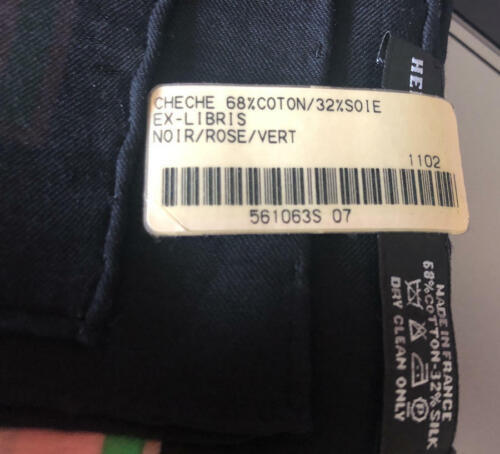 CHECHE 68%COTON/32%SOIE
EX-LIBRIS
NOIR/ROSE/VERT
1102
561063S 07
HE
MADE IN FRANCE
68%COTTON-32% SILK
DRY CLEAN ONLY